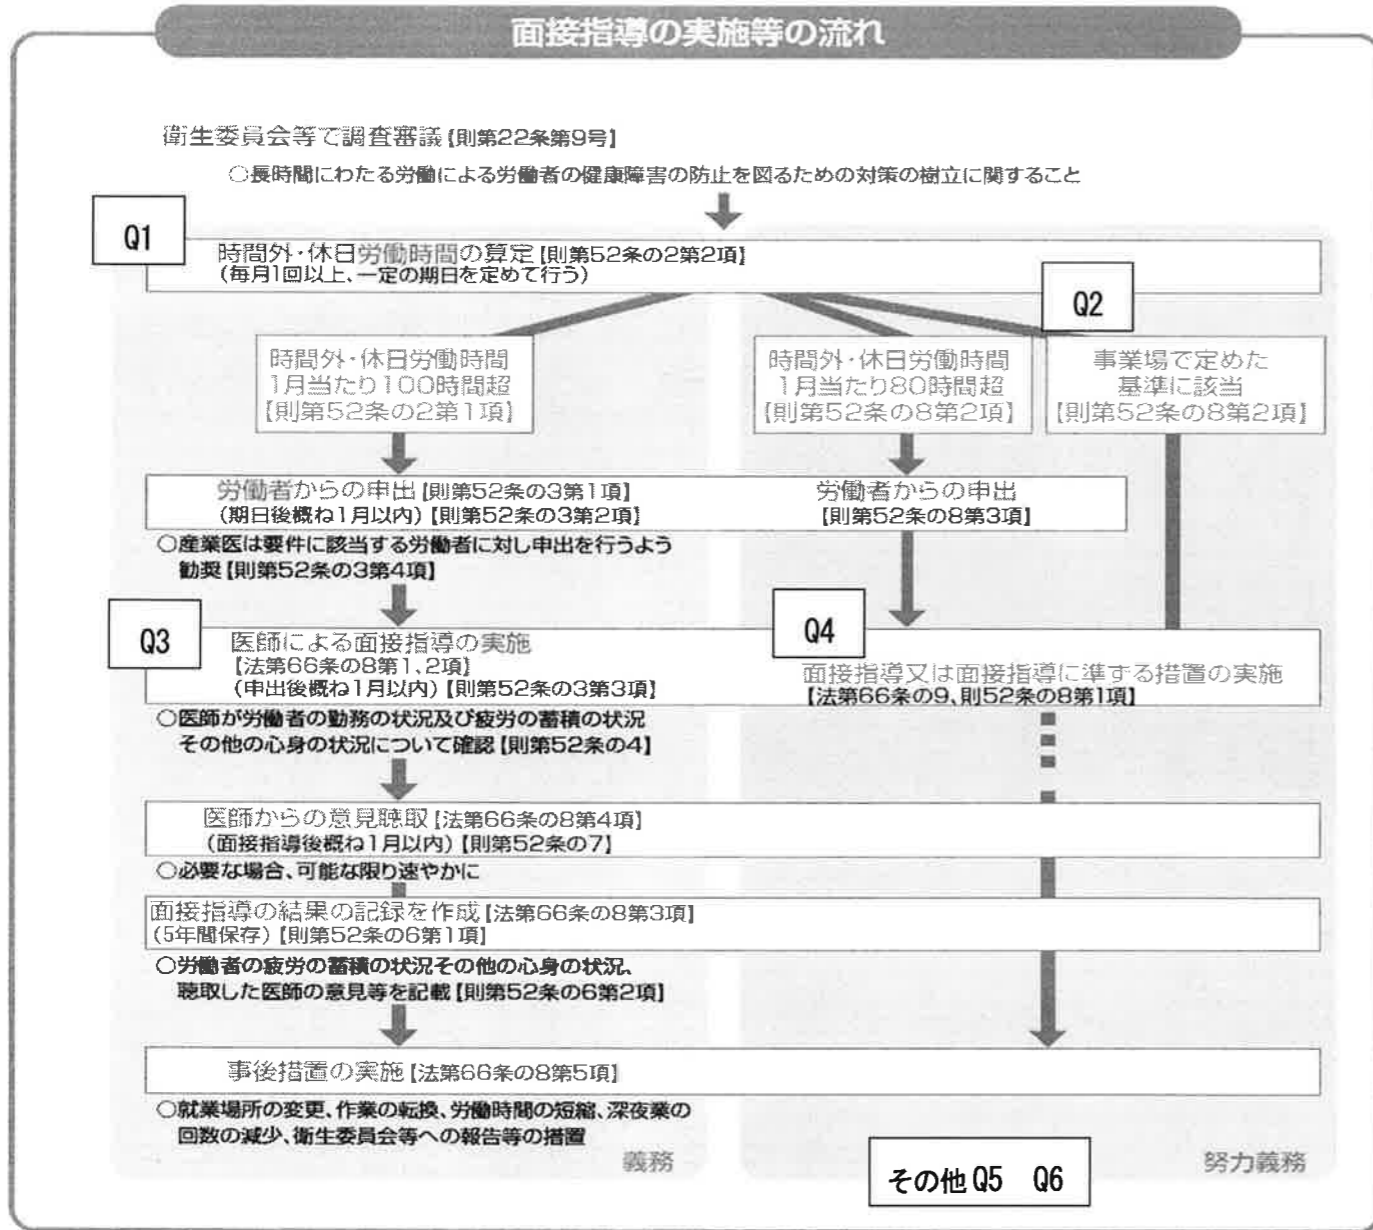 面接指導の実施等の流れ
衛生委員会等で調査審議【則第22条第9号】
○長時間にわたる労働による労働者の健康障害の防止を図るための対策の樹立に関すること
Q1
時間外・休日労働時間の算定【則第52条の2第2項】
(毎月1回以上、一定の期日を定めて行う)
Q2
時間外・休日労働時間
1月当たり100時間超
【則第52条の2第1項】
時間外・休日労働時間
1月当たり80時間超
【則第52条の8第2項】
事業場で定めた
基準に該当
【則第52条の8第2項】
労働者からの申出【則第52条の3第1項】
(期日後概ね1月以内)【則第52条の3第2項】
労働者からの申出
【則第52条の8第3項】
○産業医は要件に該当する労働者に対し申出を行うよう
勧奨【則第52条の3第4項】
Q3
医師による面接指導の実施
【法第66条の8第1、2項】
(申出後概ね1月以内)【則第52条の3第3項】
Q4
面接指導又は面接指導に準ずる措置の実施
【法第66条の9、則52条の8第1項】
○医師が労働者の勤務の状況及び疲労の蓄積の状況
その他の心身の状況について確認【則第52条の4】
医師からの意見聴取【法第66条の8第4項】
(面接指導後概ね1月以内)【則第52条の7】
○必要な場合、可能な限り速やかに
面接指導の結果の記録を作成【法第66条の8第3項】
(5年間保存)【則第52条の6第1項】
○労働者の疲労の蓄積の状況その他の心身の状況、
聴取した医師の意見等を記載【則第52条の6第2項】
事後措置の実施【法第66条の8第5項】
○就業場所の変更、作業の転換、労働時間の短縮、深夜業の
回数の減少、衛生委員会等への報告等の措置
義務
その他 Q5 Q6
努力義務